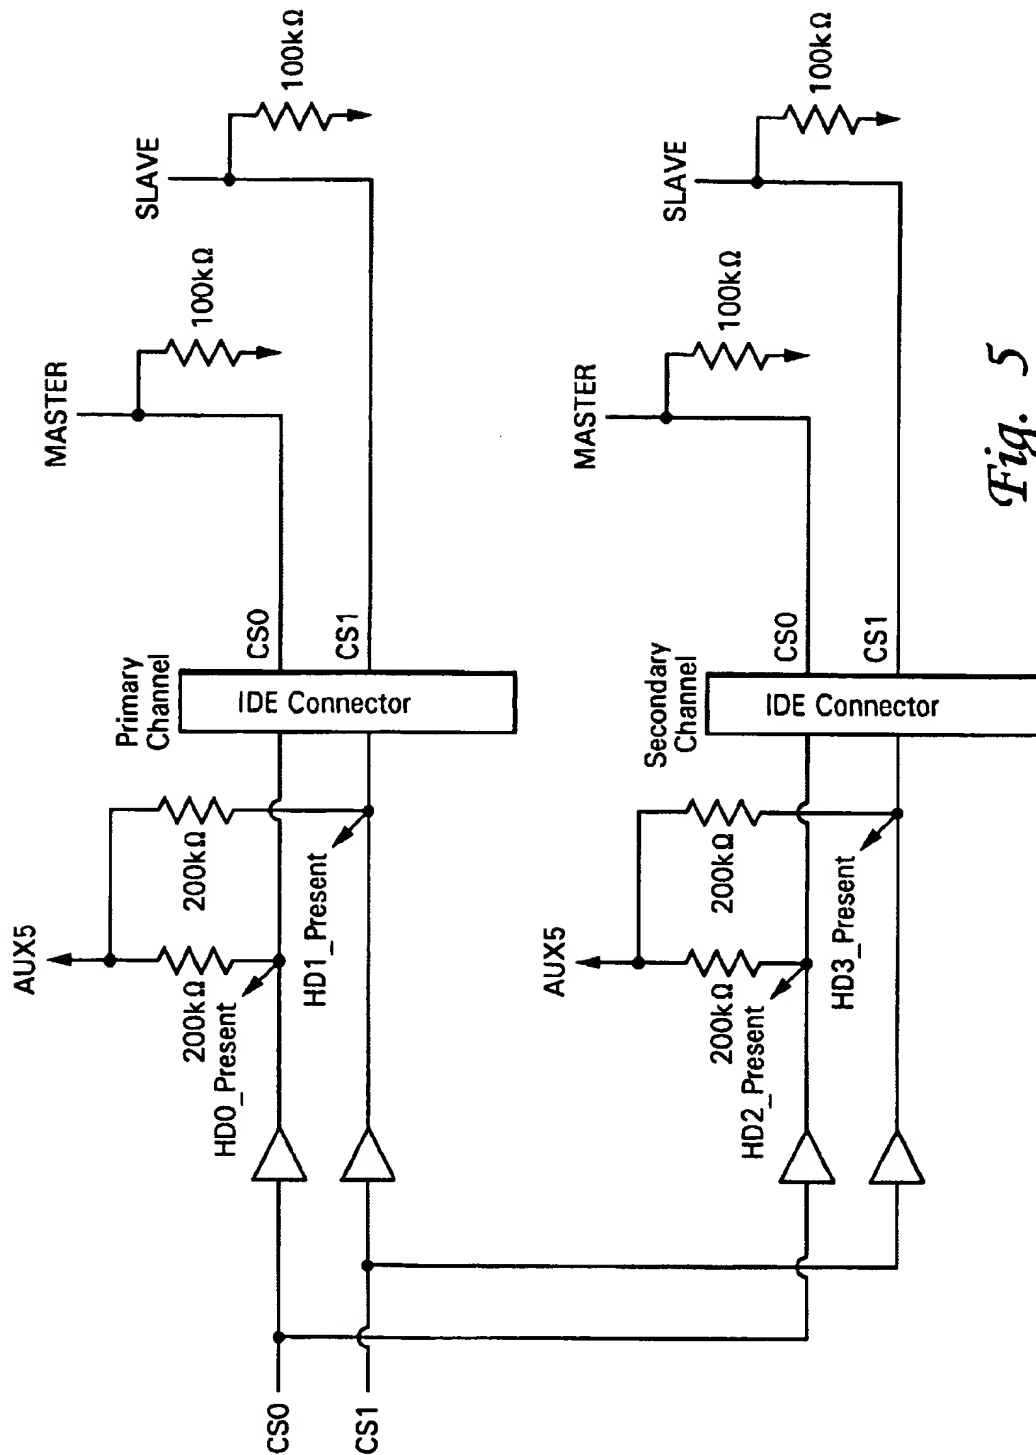 CS0
CS1
AUX5
200kΩ
200kΩ
HD0_Present
HD1_Present
Primary
Channel
IDE Connector
CS0
CS1
MASTER
100kΩ
SLAVE
100kΩ
AUX5
200kΩ
200kΩ
HD2_Present
HD3_Present
Secondary
Channel
IDE Connector
CS0
CS1
MASTER
100kΩ
SLAVE
100kΩ
Fig. 5